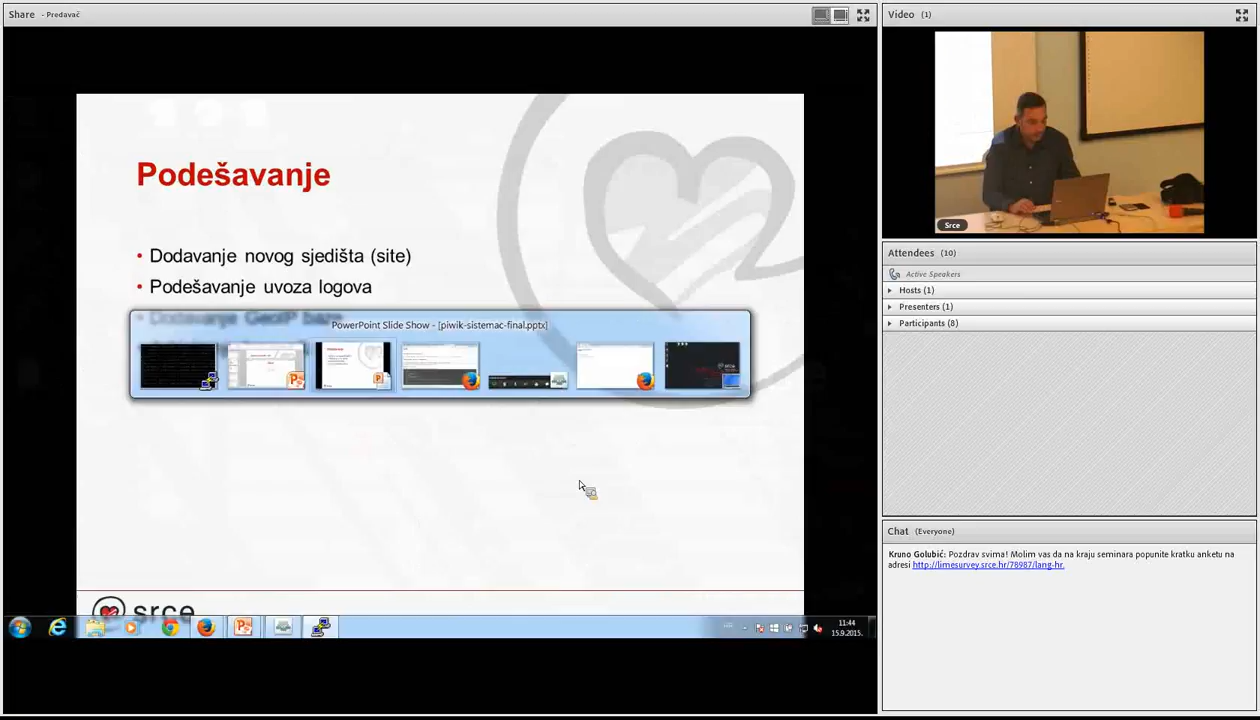 Share - Predavač
Podešavanje
• Dodavanje novog sjedišta (site)
• Podešavanje uvoza logova
• Dodavanje GeoIP baze
PowerPoint Slide Show - [piwik-sistemac-final.pptx]
srce
11:44
15.9.2015.
Video (1)
Srce
Attendees (10)
Active Speakers
Hosts (1)
Presenters (1)
Participants (8)
Chat (Everyone)
Kruno Golubić: Pozdrav svima! Molim vas da na kraju seminara popunite kratku anketu na
adresi http://limesurvey.srce.hr/78987/lang-hr.